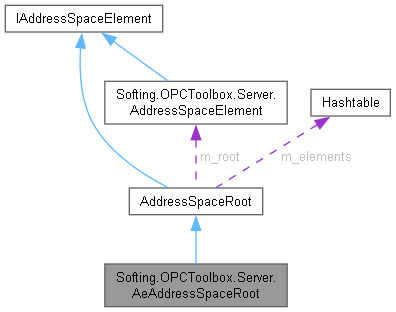 IAddressSpaceElement
Softing.OPCToolbox.Server.
AddressSpaceElement
Hashtable
m_root
m_elements
AddressSpaceRoot
Softing.OPCToolbox.Server.
AeAddressSpaceRoot